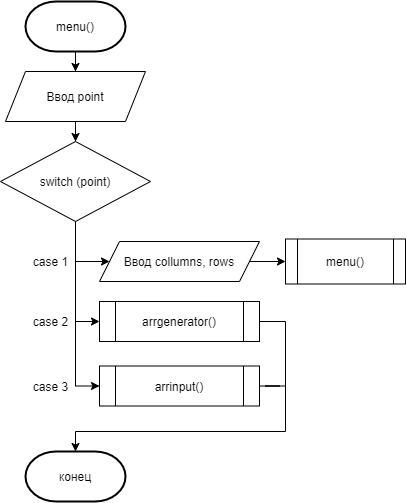 menu()
Ввод point
switch (point)
case 1
Ввод collumns, rows
menu()
case 2
arrgenerator()
case 3
arrinput()
конец